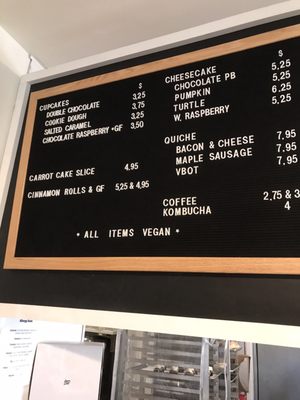 $
CUPCAKES 3.25
DOUBLE CHOCOLATE 3.75
COOKIE DOUGH 3.25
SALTED CARAMEL 3.25
CHOCOLATE RASPBERRY +GF 3.50
CARROT CAKE SLICE 4.95
CINNAMON ROLLS & GF 5.25 & 4.95
$
CHEESECAKE 5.25
CHOCOLATE PB 5.25
PUMPKIN 6.25
TURTLE 5.25
W. RASPBERRY
QUICHE 7.95
BACON & CHEESE 7.95
MAPLE SAUSAGE 7.95
VBOT
COFFEE 2.75 & 3
KOMBUCHA 4
• ALL ITEMS VEGAN •